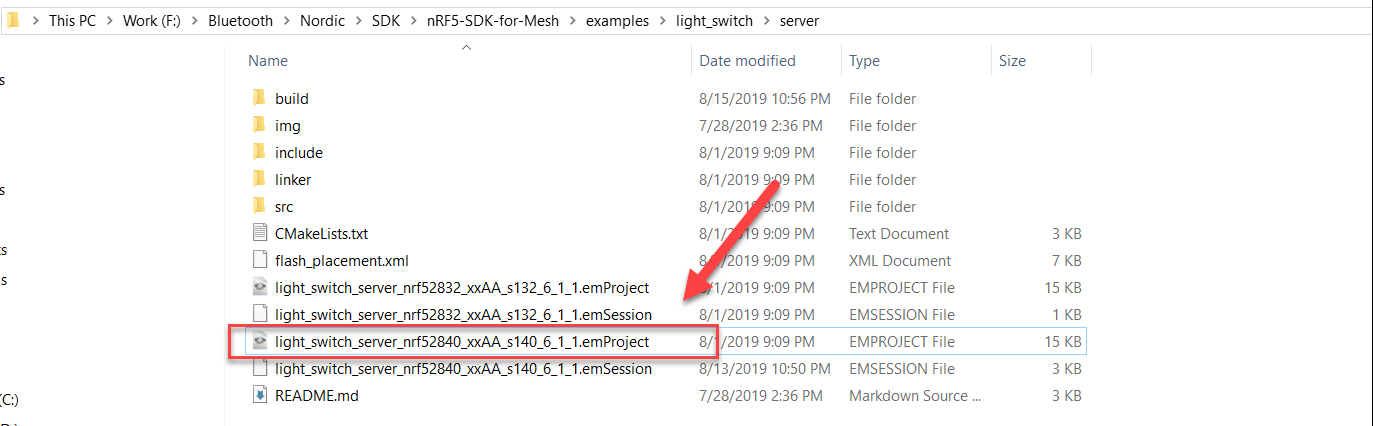 This PC > Work (F:) > Bluetooth > Nordic > SDK > nRF5-SDK-for-Mesh > examples > light_switch > server
Name Date modified Type Size
build 8/15/2019 10:56 PM File folder
img 7/28/2019 2:36 PM File folder
include 8/1/2019 9:09 PM File folder
linker 8/1/2019 9:09 PM File folder
src 8/1/2019 9:09 PM File folder
CMakeLists.txt 8/1/2019 9:09 PM Text Document 3 KB
flash_placement.xml 9:09 PM XML Document 7 KB
light_switch_server_nrf52832_xxAA_s132_6_1_1.emProject 8/1/2019 9:09 PM EMPROJECT File 15 KB
light_switch_server_nrf52832_xxAA_s132_6_1_1.emSession 8/1/2019 9:09 PM EMSESSION File 1 KB
light_switch_server_nrf52840_xxAA_s140_6_1_1.emProject 8/1/2019 9:09 PM EMPROJECT File 15 KB
light_switch_server_nrf52840_xxAA_s140_6_1_1.emSession 8/13/2019 10:50 PM EMSESSION File 3 KB
README.md 7/28/2019 2:36 PM Markdown Source ... 3 KB
s
s
ts
s
(C:)